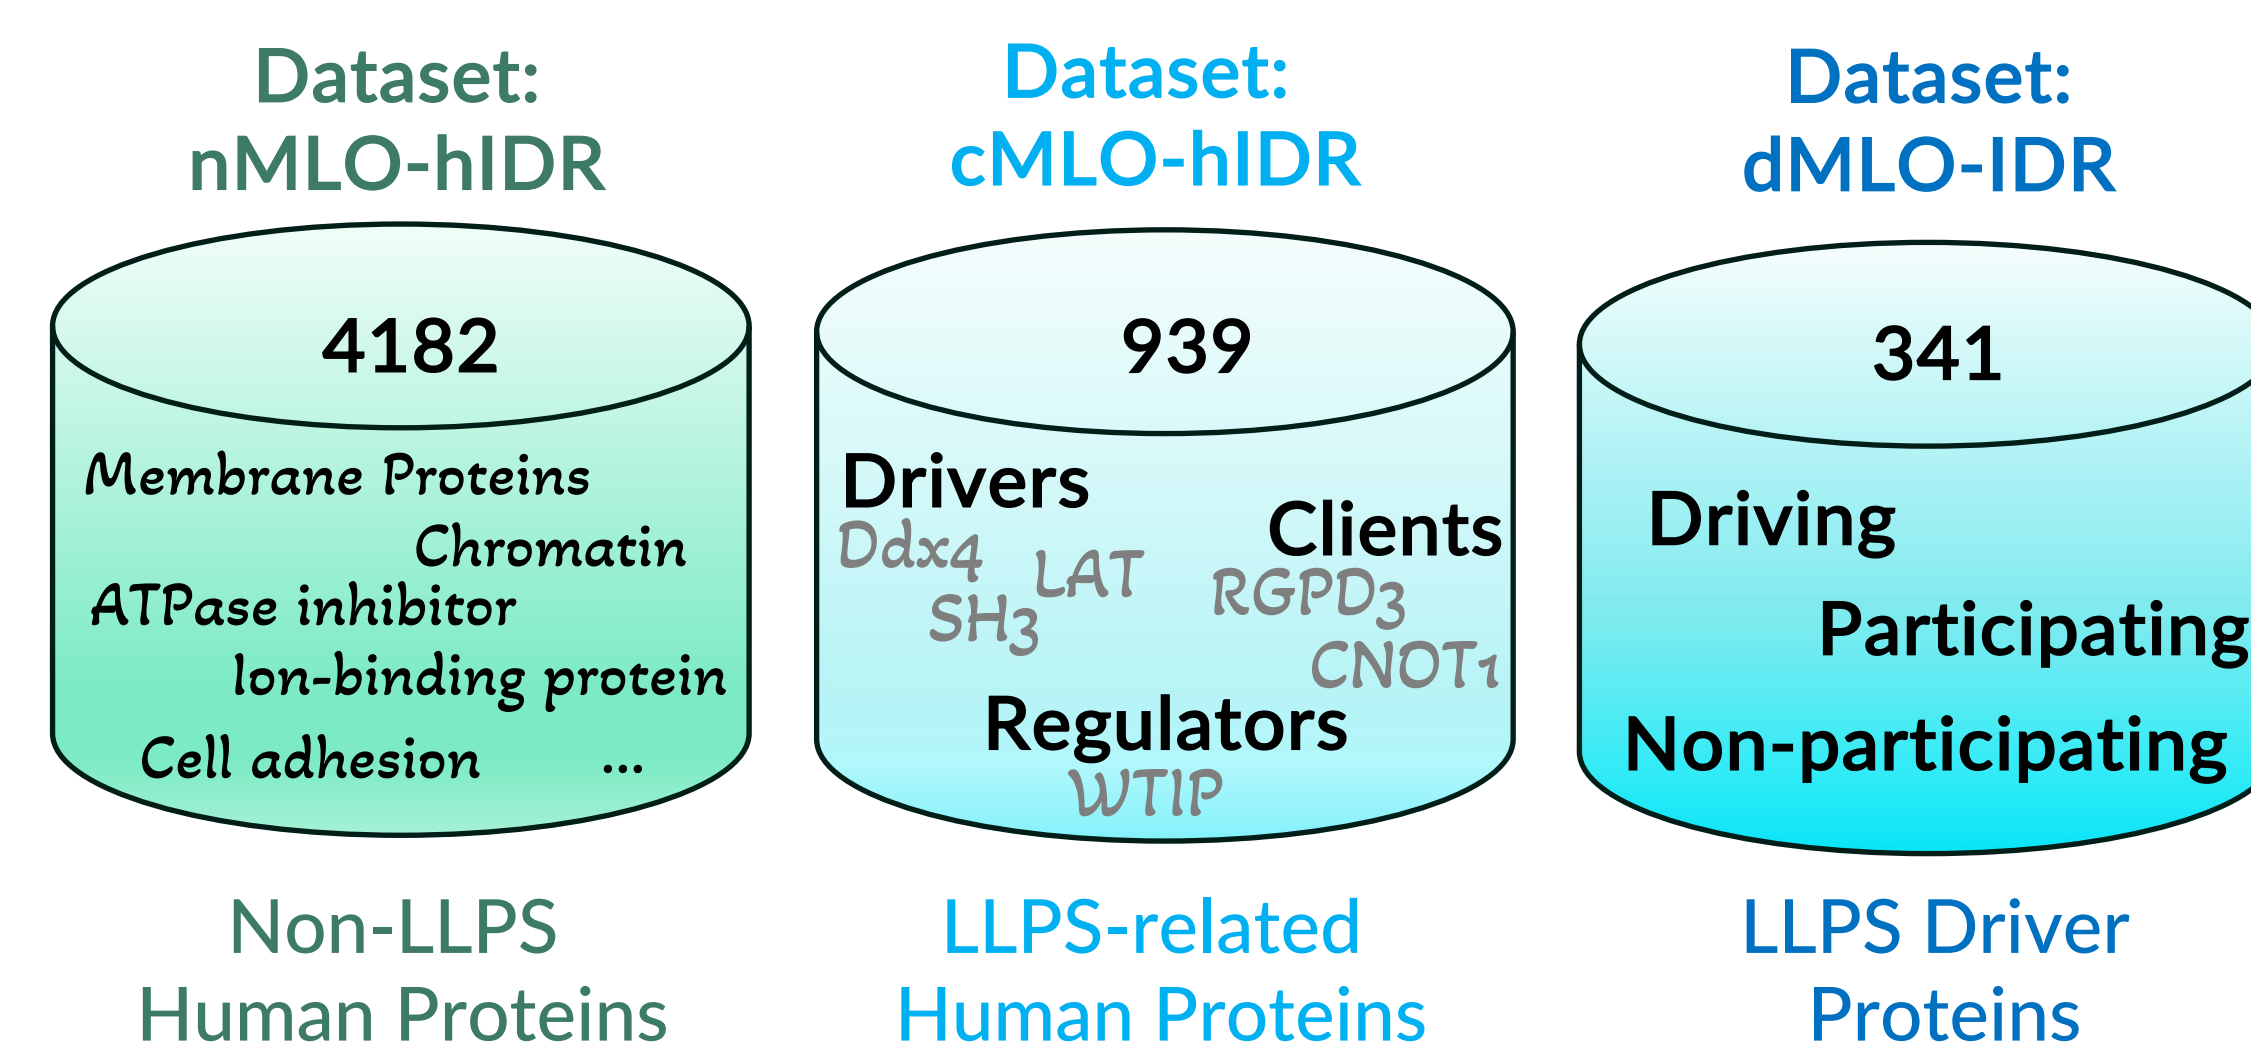 Dataset:
nMLO-hIDR
4182
Membrane Proteins
Chromatin
ATPase inhibitor
Ion-binding protein
Cell adhesion ...
Non-LLPS
Human Proteins
Dataset:
cMLO-hIDR
939
Drivers
Clients
Ddx4
LAT
SH3
RGPD3
CNOT1
Regulators
WTIP
LLPS-related
Human Proteins
Dataset:
dMLO-IDR
341
Driving
Participating
Non-participating
LLPS Driver
Proteins